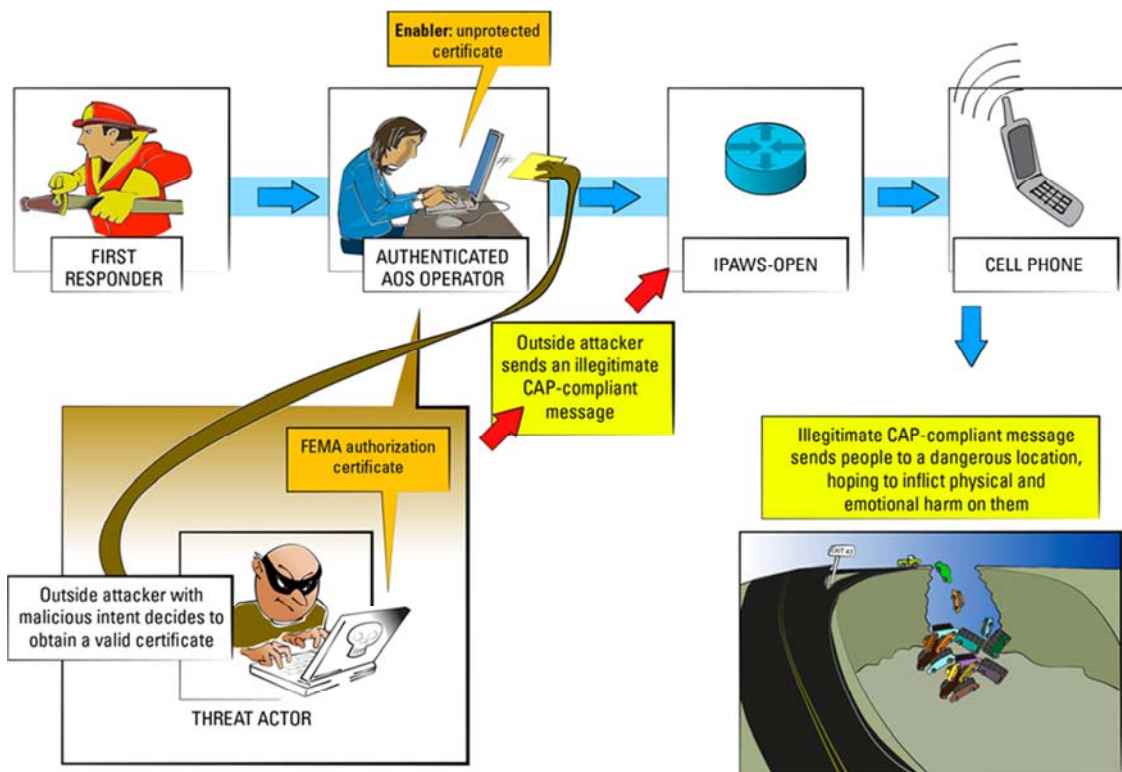 Enabler: unprotected
certificate
FIRST
RESPONDER
AUTHENTICATED
AOS OPERATOR
IPAWS-OPEN
CELL PHONE
Outside attacker
sends an illegitimate
CAP-compliant
message
FEMA authorization
certificate
Illegitimate CAP-compliant message
sends people to a dangerous location,
hoping to inflict physical and
emotional harm on them
EXIT 43
Outside attacker with
malicious intent decides to
obtain a valid certificate
THREAT ACTOR